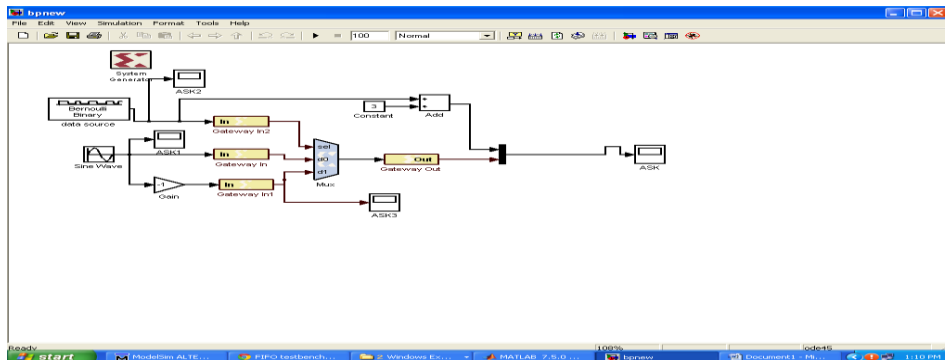 bpnew
File Edit View Simulation Format Tools Help
100 Normal
System
Generator
ASK2
Bernoulli
Binary
data source
In
Gateway In2
3
Constant
Add
ASK1
Sine Wave
In
Gateway In
sel
d0
d1
Mux
Out
Gateway Out
ASK
-1
Gain
In
Gateway In1
ASK3
Ready 100% ode45
start ModelSim ALTE... FIFO testbench... 2 Windows Ex... MATLAB 7.5.0 ... bpnew Document1 - Mi... 1:10 PM